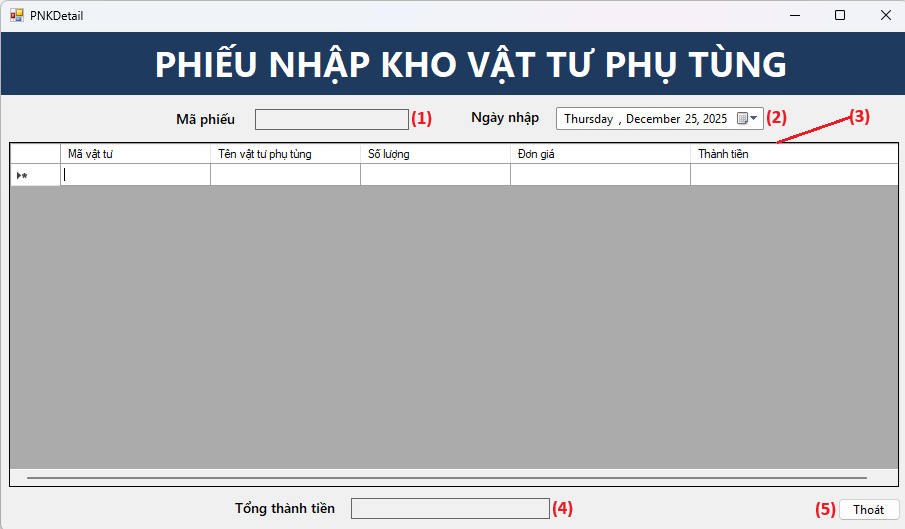 PNKDetail
PHIẾU NHẬP KHO VẬT TƯ PHỤ TÙNG
Mã phiếu (1) Ngày nhập Thursday , December 25, 2025 (2) (3)
Mã vật tư Tên vật tư phụ tùng Số lượng Đơn giá Thành tiền
Tổng thành tiền (4) (5) Thoát